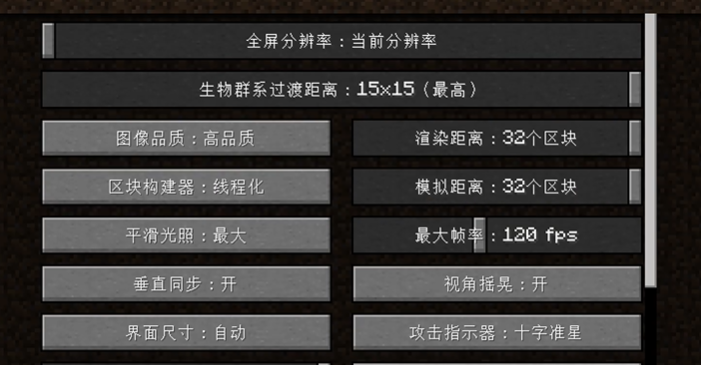 全屏分辨率：当前分辨率
生物群系过渡距离：15x15（最高）
图像品质：高品质
渲染距离：32个区块
区块构建器：线程化
模拟距离：32个区块
平滑光照：最大
最大帧率：120 fps
垂直同步：开
视角摇晃：开
界面尺寸：自动
攻击指示器：十字准星